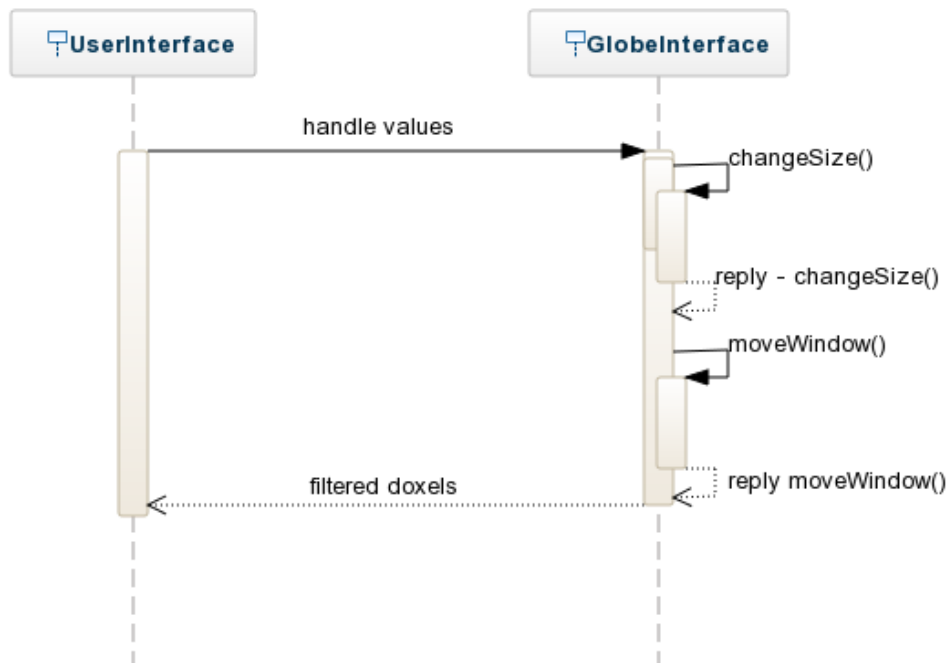 UserInterface
GlobeInterface
handle values
changeSize()
reply - changeSize()
moveWindow()
reply moveWindow()
filtered doxels